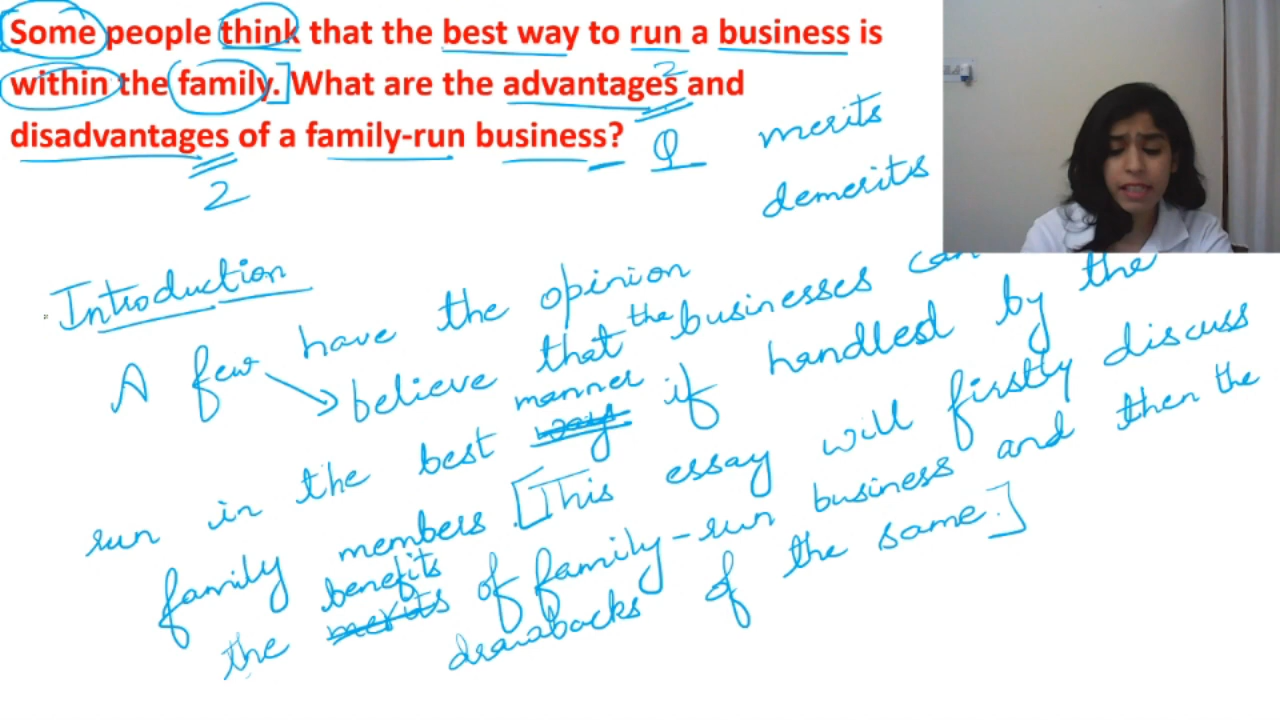 Some people think that the best way to run a business is
within the family. What are the advantages and
disadvantages of a family-run business?
2
2
Q
merits
demerits
Introduction
A few have the opinion
believe that the businesses can
run in the best manner ways if handled by the
family members. [This essay will firstly discuss
the benefits merits of family-run business and then the
drawbacks of the same.]